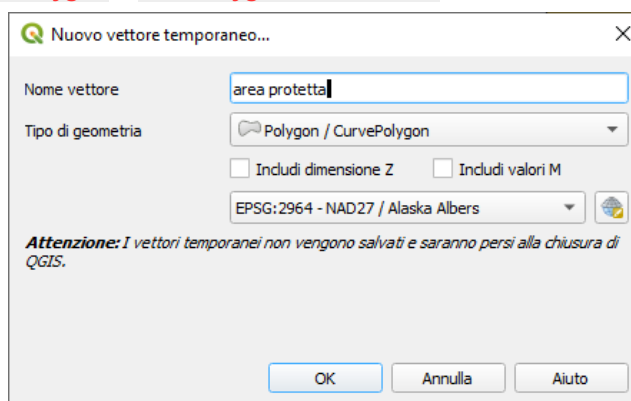 Nuovo vettore temporaneo...
Nome vettore
area protetta
Tipo di geometria
Polygon / CurvePolygon
Includi dimensione Z
Includi valori M
EPSG:2964 - NAD27 / Alaska Albers
Attenzione: I vettori temporanei non vengono salvati e saranno persi alla chiusura di
QGIS.
OK
Annulla
Aiuto